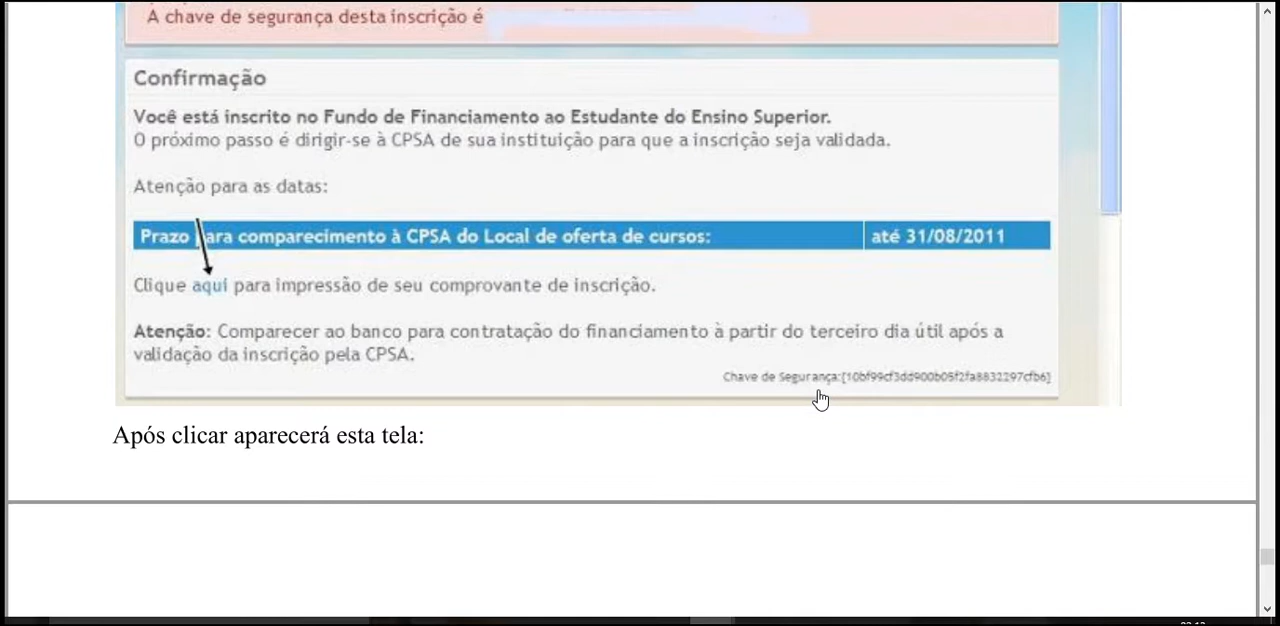 A chave de segurança desta inscrição é
Confirmação
Você está inscrito no Fundo de Financiamento ao Estudante do Ensino Superior.
O próximo passo é dirigir-se à CPSA de sua instituição para que a inscrição seja validada.
Atenção para as datas:
Prazo para comparecimento à CPSA do Local de oferta de cursos: até 31/08/2011
Clique aqui para impressão de seu comprovante de inscrição.
Atenção: Comparecer ao banco para contratação do financiamento à partir do terceiro dia útil após a
validação da inscrição pela CPSA.
Chave de Segurança:[10bf99cf3dd900b05f2fa8832297cfb6]
Após clicar aparecerá esta tela: